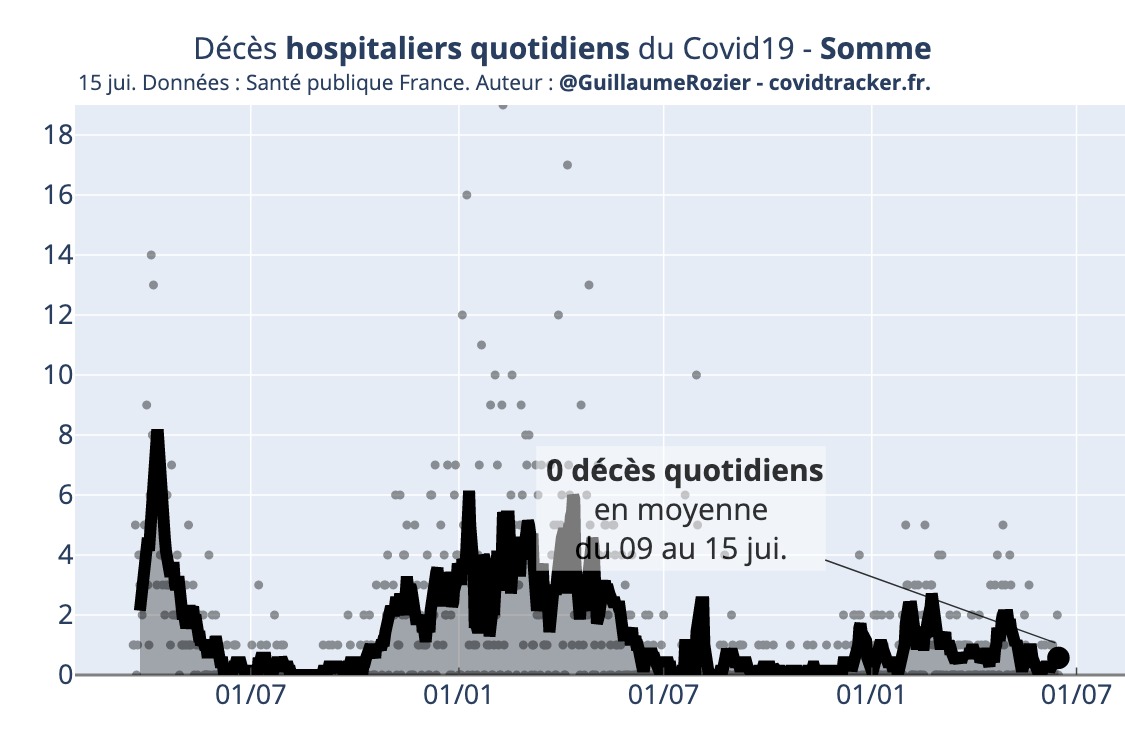 Décès hospitaliers quotidiens du Covid19 - Somme
15 jui. Données : Santé publique France. Auteur : @GuillaumeRozier - covidtracker.fr.
18
16
14
12
10
8
6
4
2
0
0 décès quotidiens
en moyenne
du 09 au 15 jui.
01/07 01/01 01/07 01/01 01/07